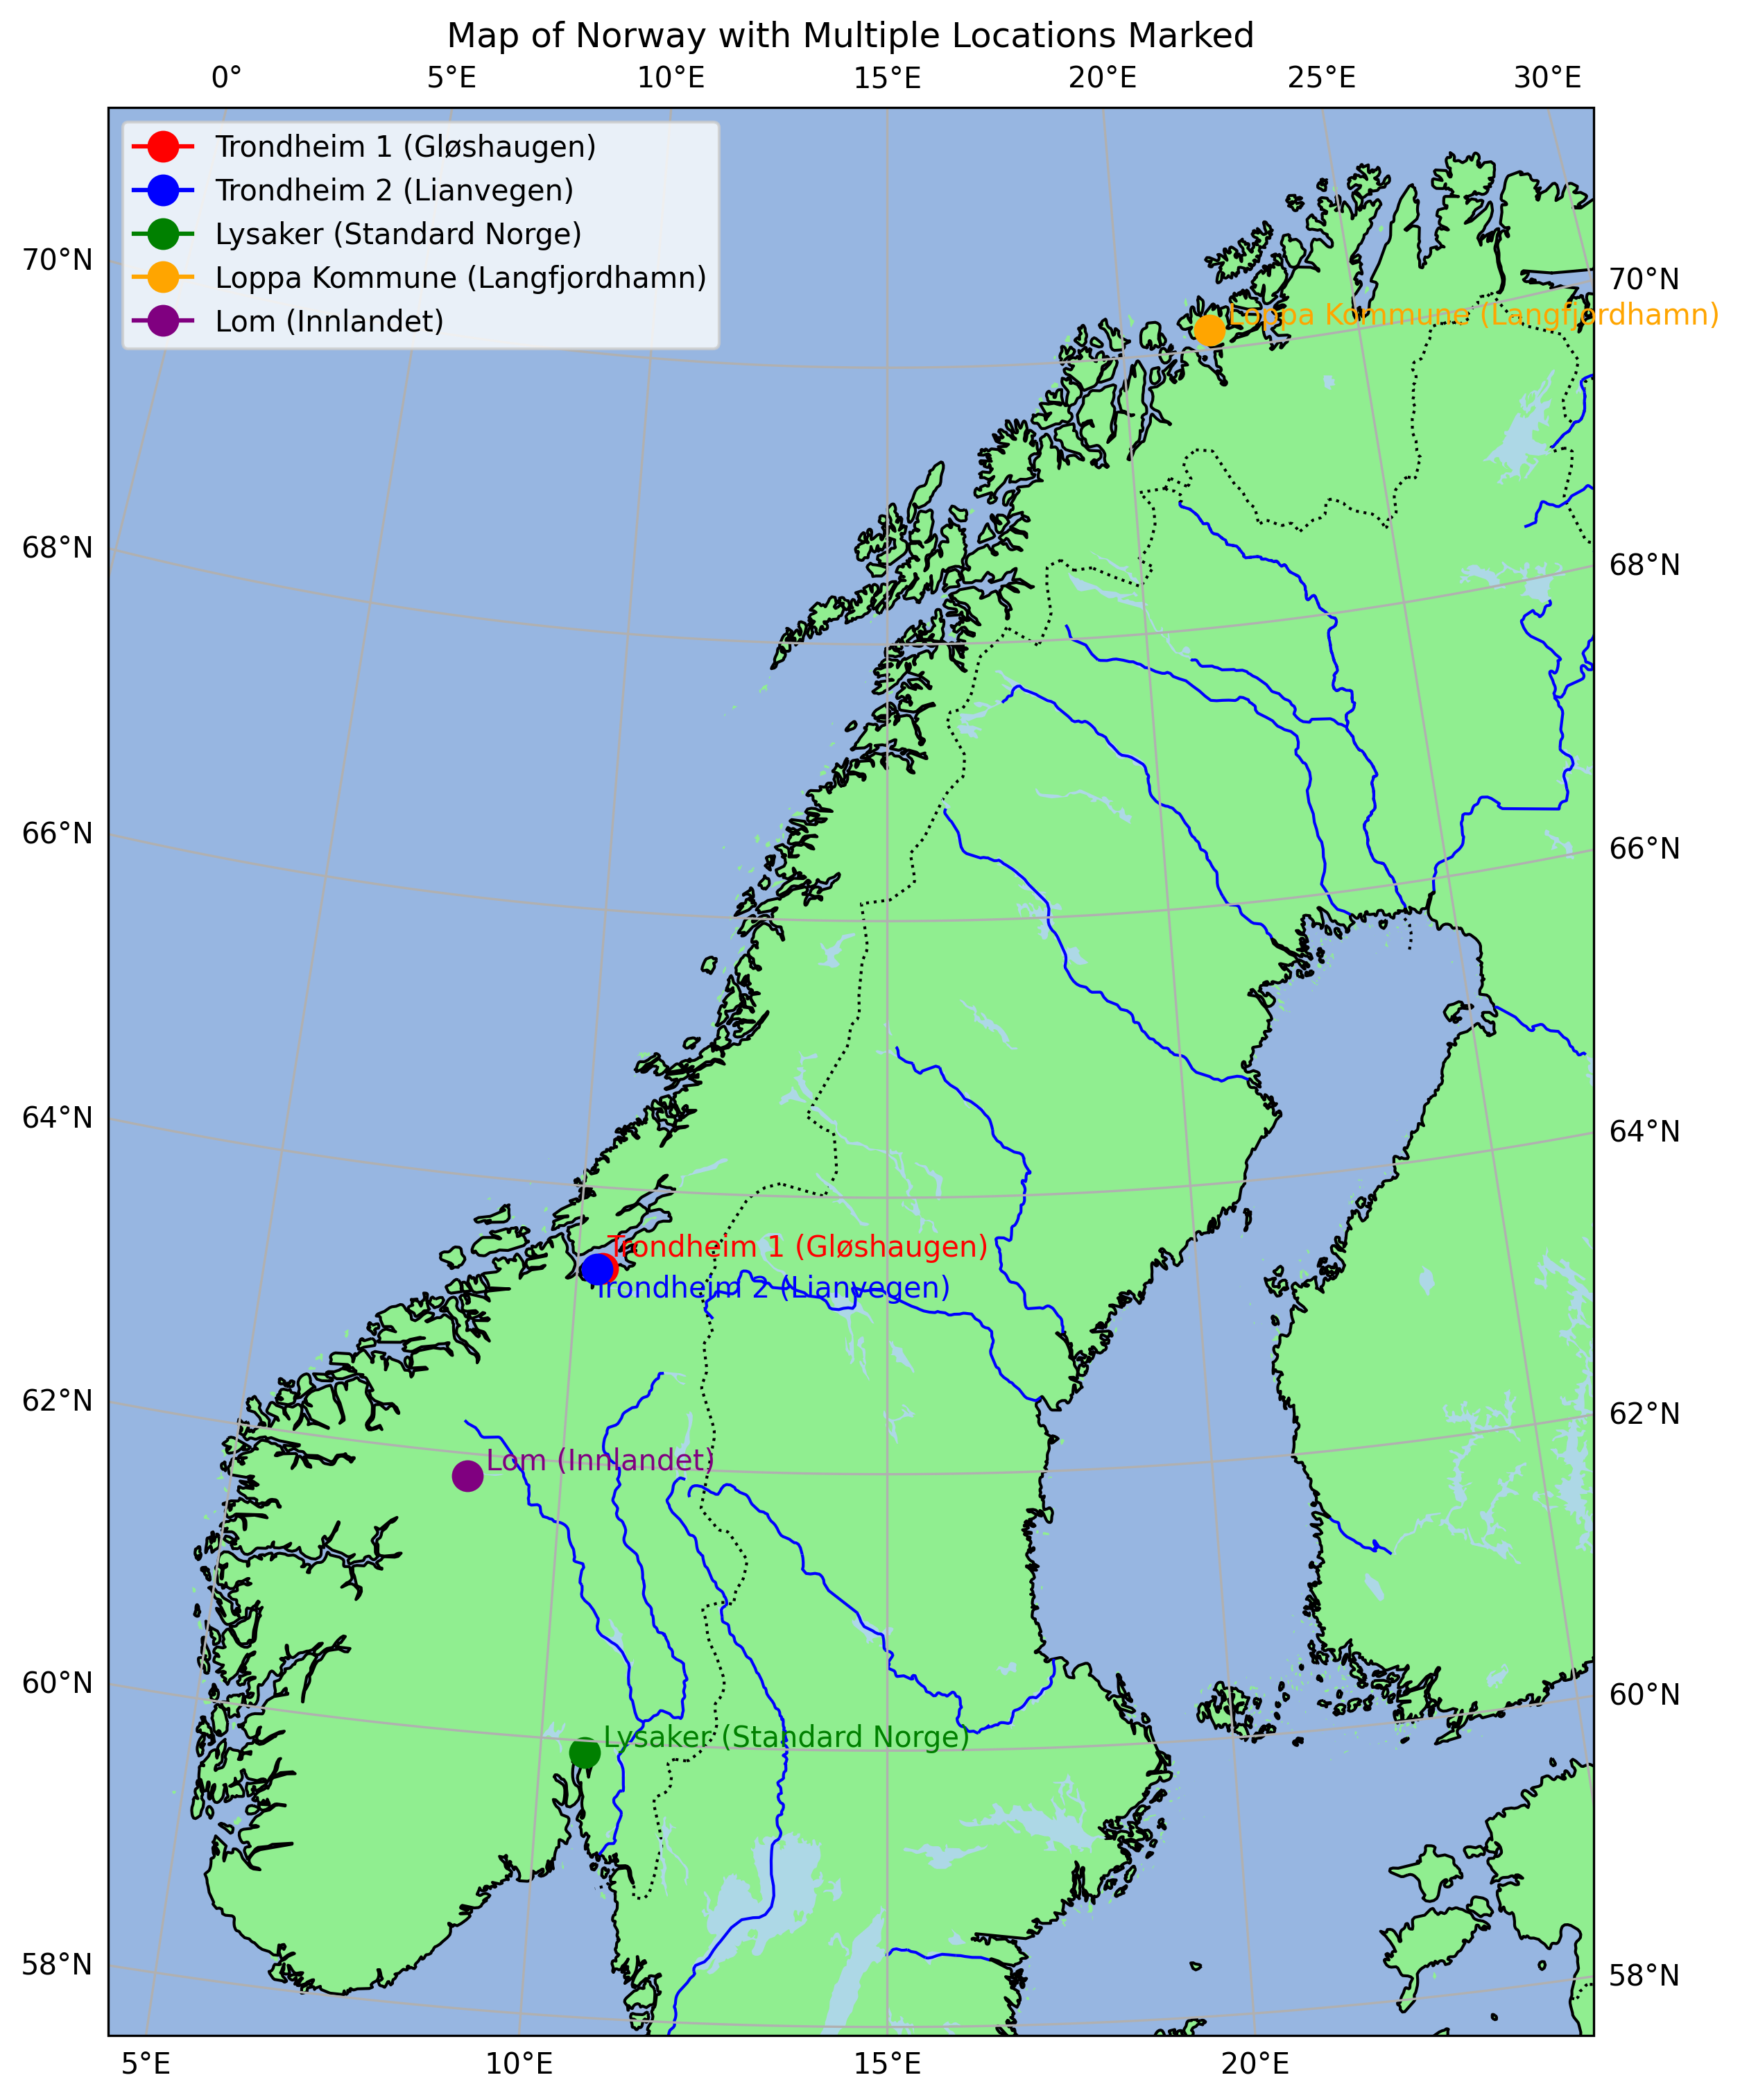 Map of Norway with Multiple Locations Marked
0° 5°E 10°E 15°E 20°E 25°E 30°E
Trondheim 1 (Gløshaugen)
Trondheim 2 (Lianvegen)
Lysaker (Standard Norge)
Loppa Kommune (Langfjordhamn)
Lom (Innlandet)
70°N
70°N
Loppa Kommune (Langfjordhamn)
68°N
68°N
66°N
66°N
64°N
64°N
Trondheim 1 (Gløshaugen)
Trondheim 2 (Lianvegen)
62°N
62°N
Lom (Innlandet)
60°N
60°N
Lysaker (Standard Norge)
58°N
58°N
5°E 10°E 15°E 20°E